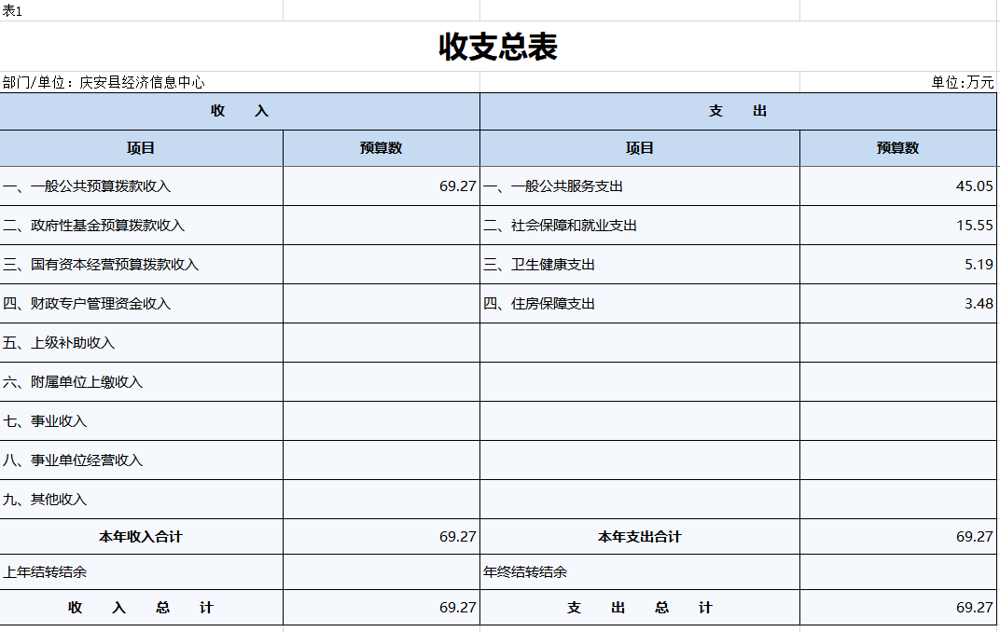 表1
收支总表
部门/单位：庆安县经济信息中心 单位:万元
收 入 支 出
项目 预算数 项目 预算数
一、一般公共预算拨款收入 69.27 一、一般公共服务支出 45.05
二、政府性基金预算拨款收入 二、社会保障和就业支出 15.55
三、国有资本经营预算拨款收入 三、卫生健康支出 5.19
四、财政专户管理资金收入 四、住房保障支出 3.48
五、上级补助收入
六、附属单位上缴收入
七、事业收入
八、事业单位经营收入
九、其他收入
本年收入合计 69.27 本年支出合计 69.27
上年结转结余 年终结转结余
收 入 总 计 69.27 支 出 总 计 69.27